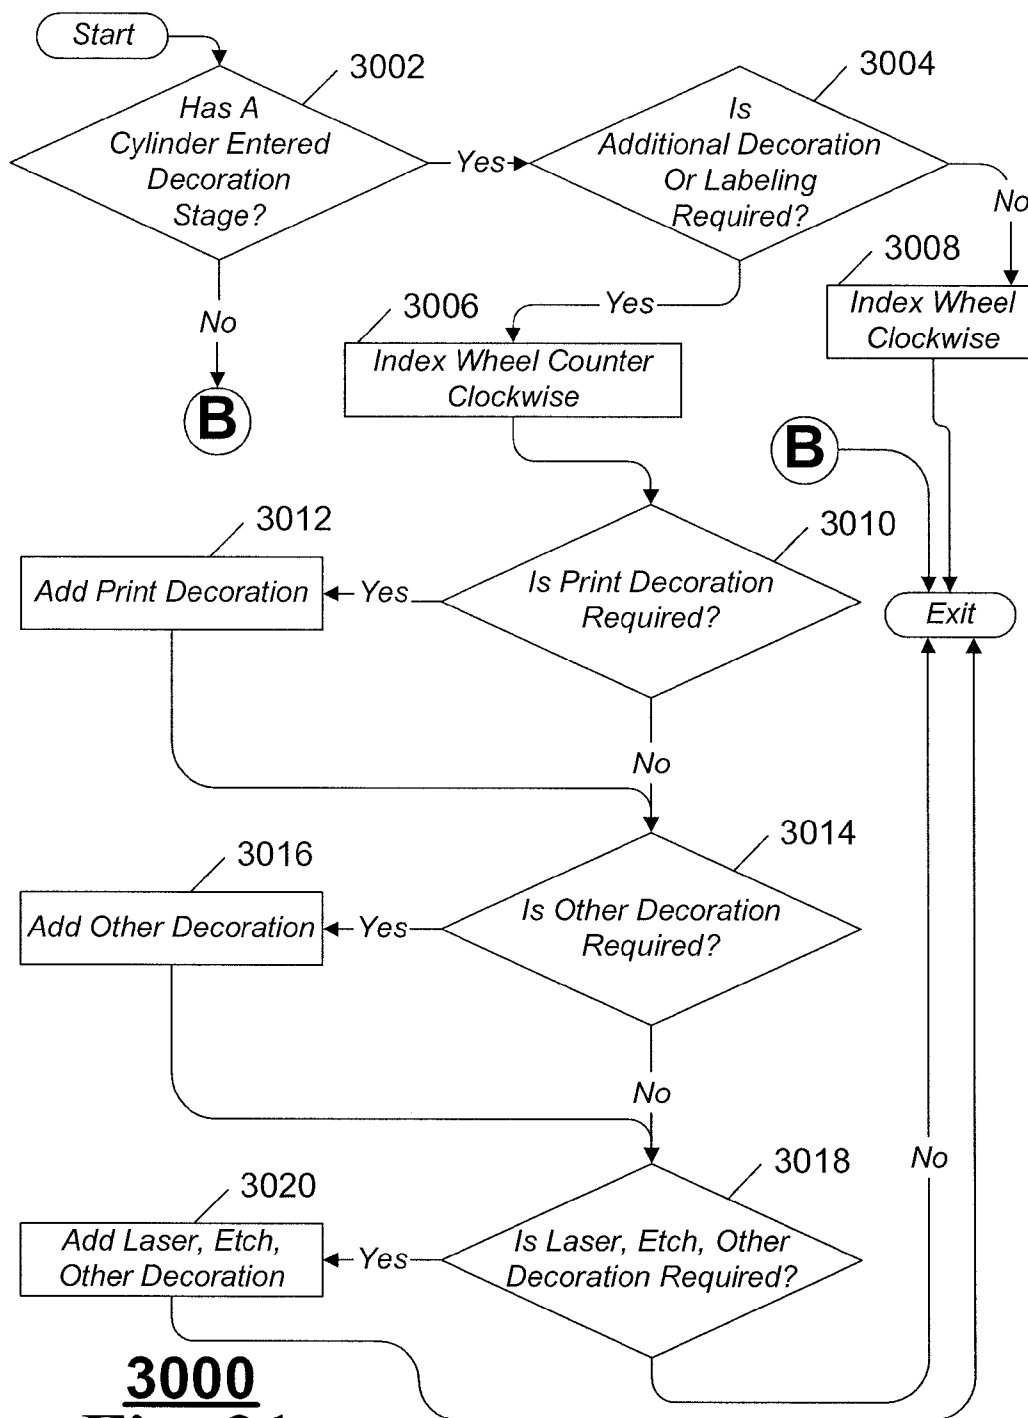 Start
3002
Has A
Cylinder Entered
Decoration
Stage?
Yes
3004
Is
Additional Decoration
Or Labeling
Required?
No
3008
Index Wheel
Clockwise
No
B
Yes
3006
Index Wheel Counter
Clockwise
B
3012
Add Print Decoration
Yes
3010
Is Print Decoration
Required?
Exit
No
3016
Add Other Decoration
Yes
3014
Is Other Decoration
Required?
No
No
3020
Add Laser, Etch,
Other Decoration
Yes
3018
Is Laser, Etch, Other
Decoration Required?
3000